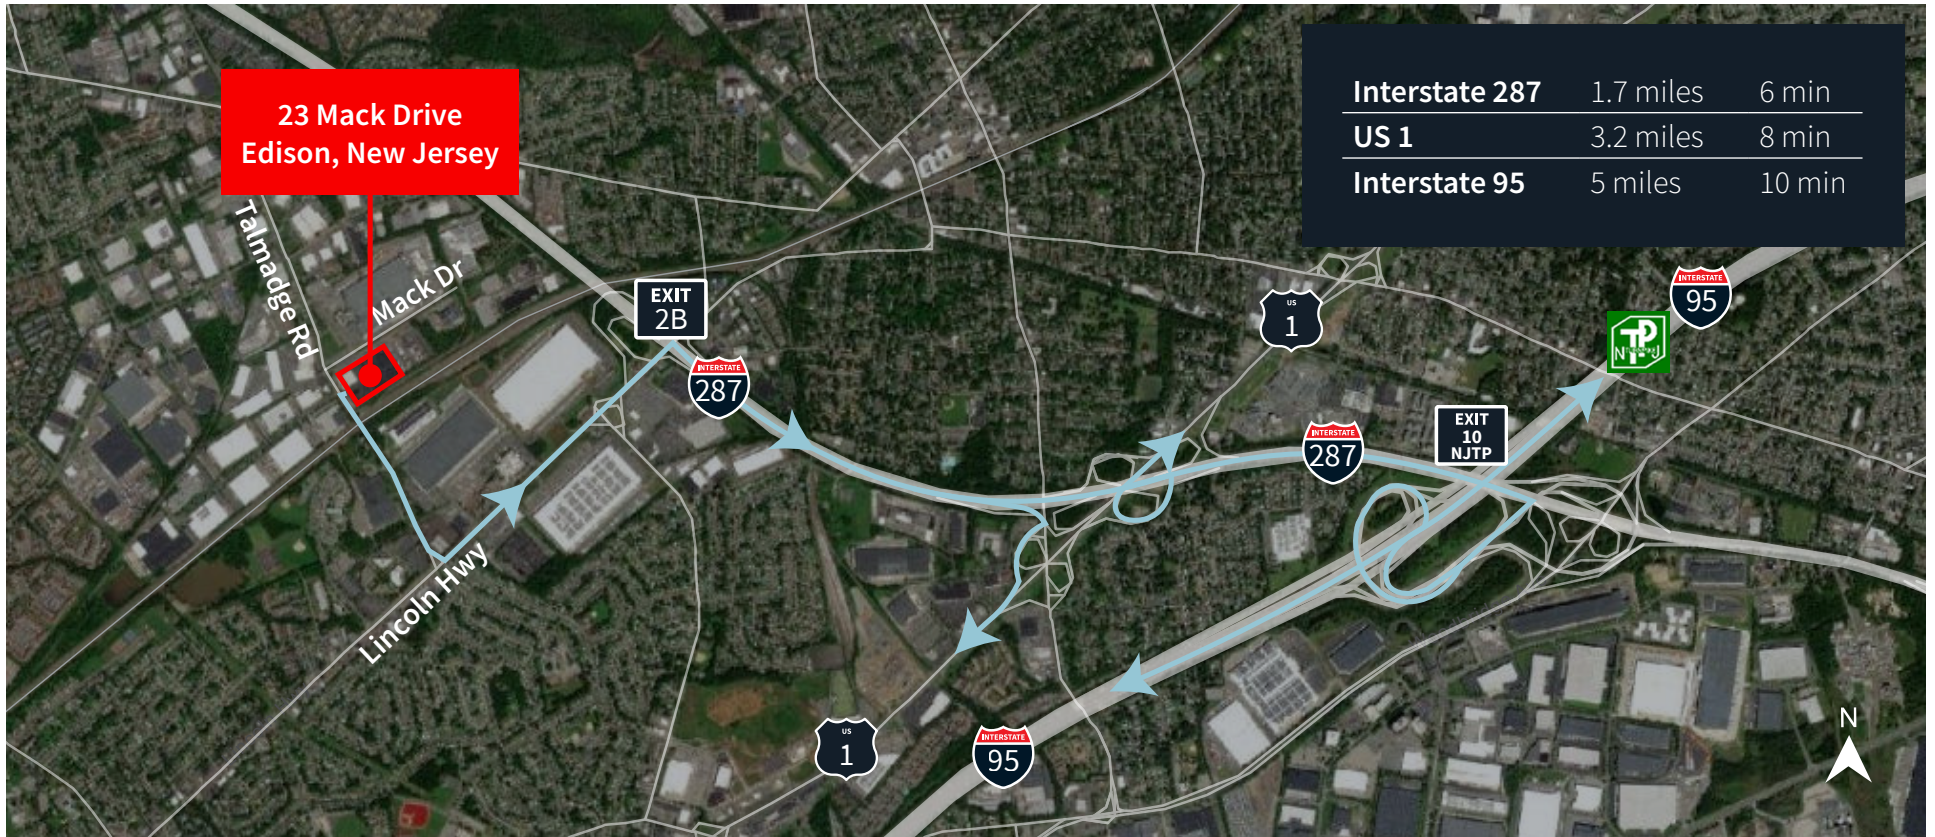 23 Mack Drive
Edison, New Jersey
Interstate 287 1.7 miles 6 min
US 1 3.2 miles 8 min
Interstate 95 5 miles 10 min
Talmadge Rd
Mack Dr
EXIT
2B
INTERSTATE
287
US
1
INTERSTATE
95
N TP J
EXIT
10
NJTP
INTERSTATE
287
Lincoln Hwy
US
1
INTERSTATE
95
N